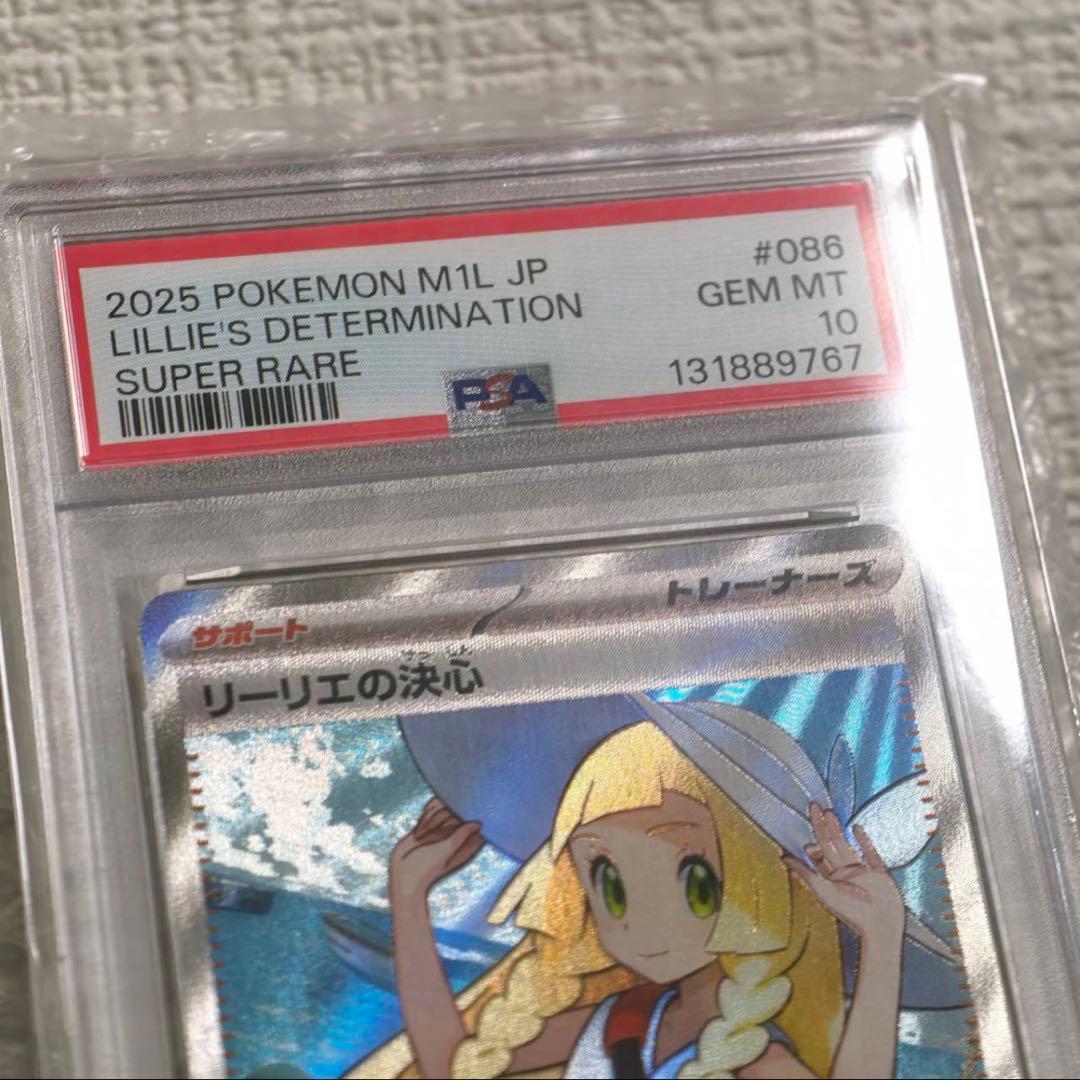 2025 POKEMON M1L JP #086
LILLIE'S DETERMINATION GEM MT
SUPER RARE 10
PSA 131889767
サポート トレーナーズ
リーリエの決心